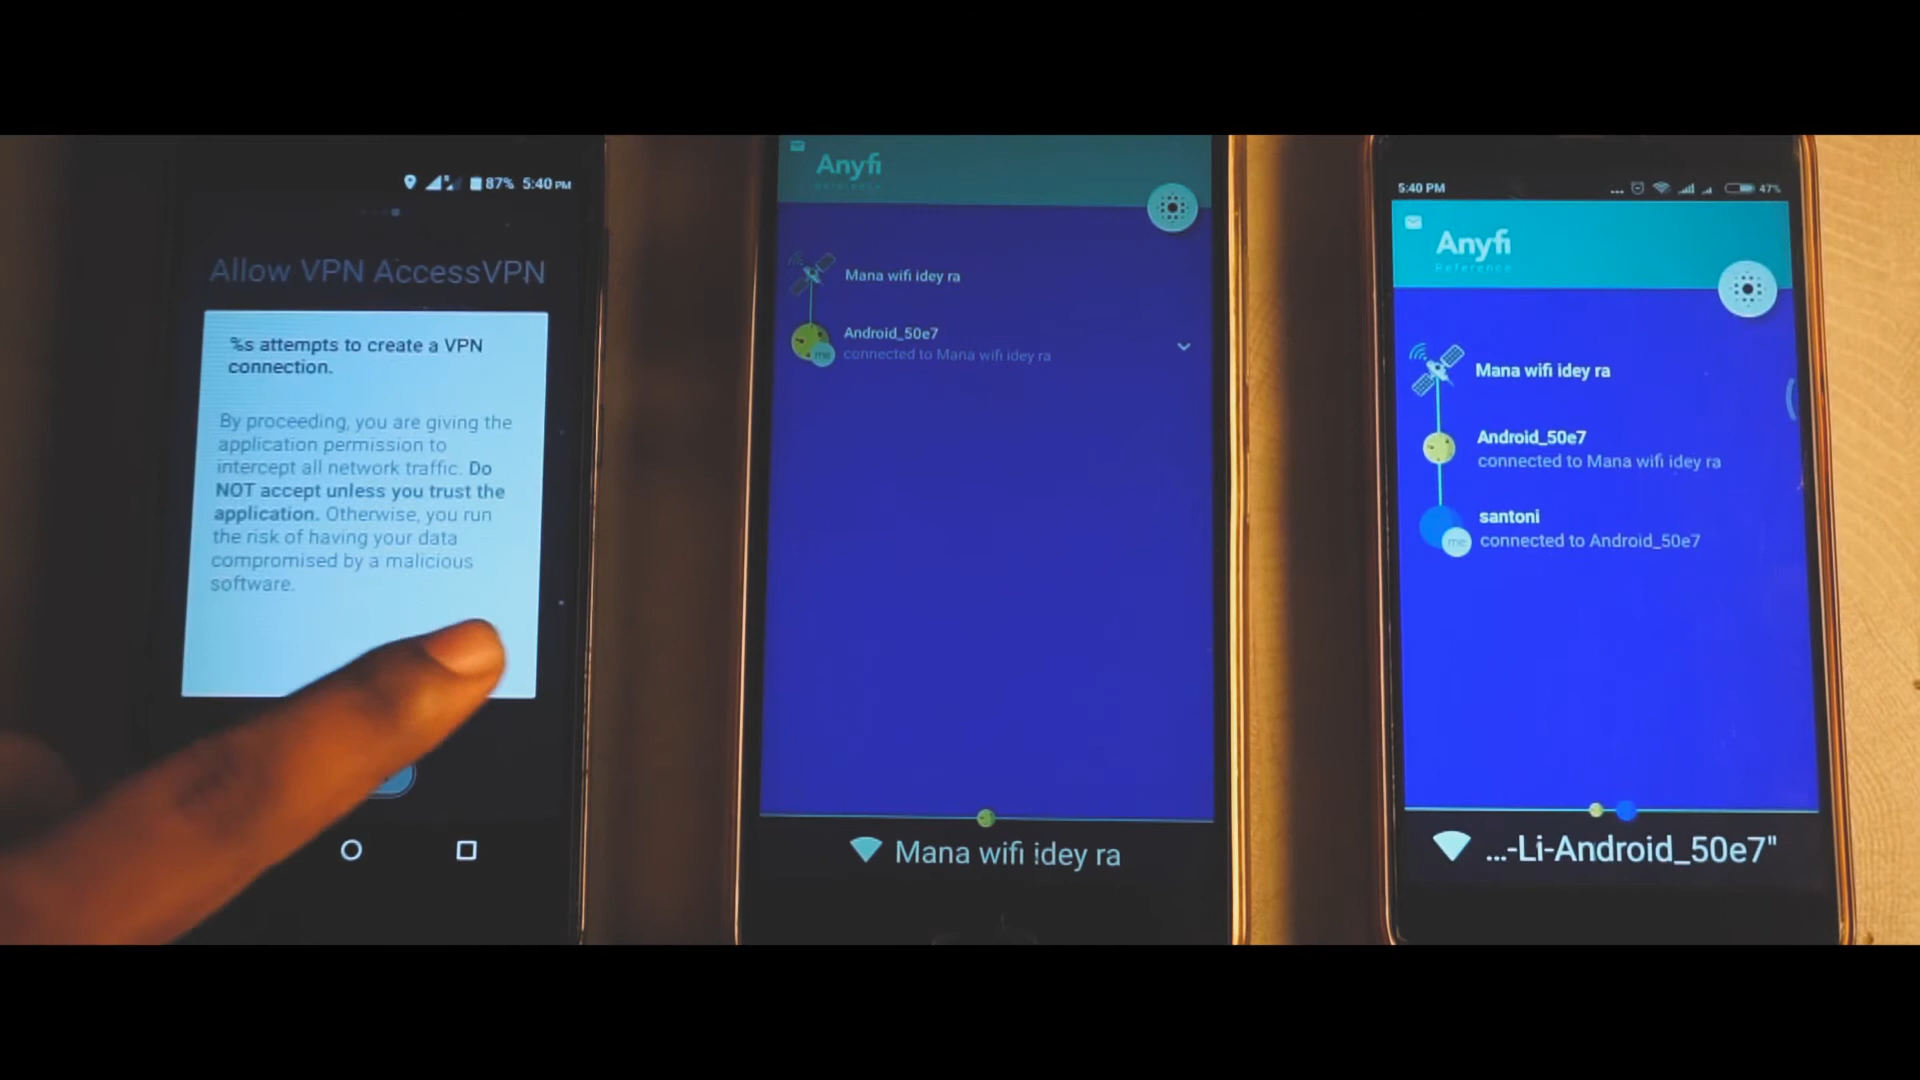 87% 5:40 PM
Allow VPN AccessVPN
%s attempts to create a VPN
connection.
By proceeding, you are giving the
application permission to
intercept all network traffic. Do
NOT accept unless you trust the
application. Otherwise, you run
the risk of having your data
compromised by a malicious
software.
Anyfi
Reference
Mana wifi idey ra
Android_50e7
me
connected to Mana wifi idey ra
Mana wifi idey ra
5:40 PM
47%
Anyfi
Reference
Mana wifi idey ra
Android_50e7
connected to Mana wifi idey ra
santoni
me
connected to Android_50e7
...-Li-Android_50e7"